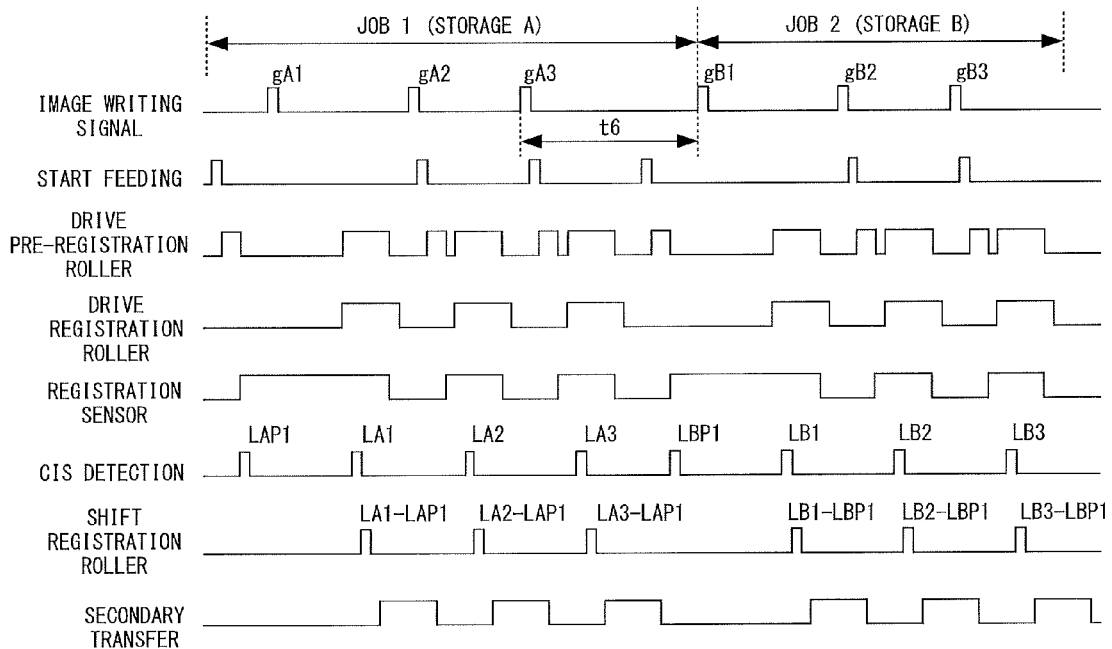 JOB 1 (STORAGE A) JOB 2 (STORAGE B)
gA1 gA2 gA3 gB1 gB2 gB3
IMAGE WRITING
SIGNAL
t6
START FEEDING
DRIVE
PRE-REGISTRATION
ROLLER
DRIVE
REGISTRATION
ROLLER
REGISTRATION
SENSOR
LAP1 LA1 LA2 LA3 LBP1 LB1 LB2 LB3
CIS DETECTION
SHIFT
REGISTRATION
ROLLER
LA1-LAP1 LA2-LAP1 LA3-LAP1 LB1-LBP1 LB2-LBP1 LB3-LBP1
SECONDARY
TRANSFER